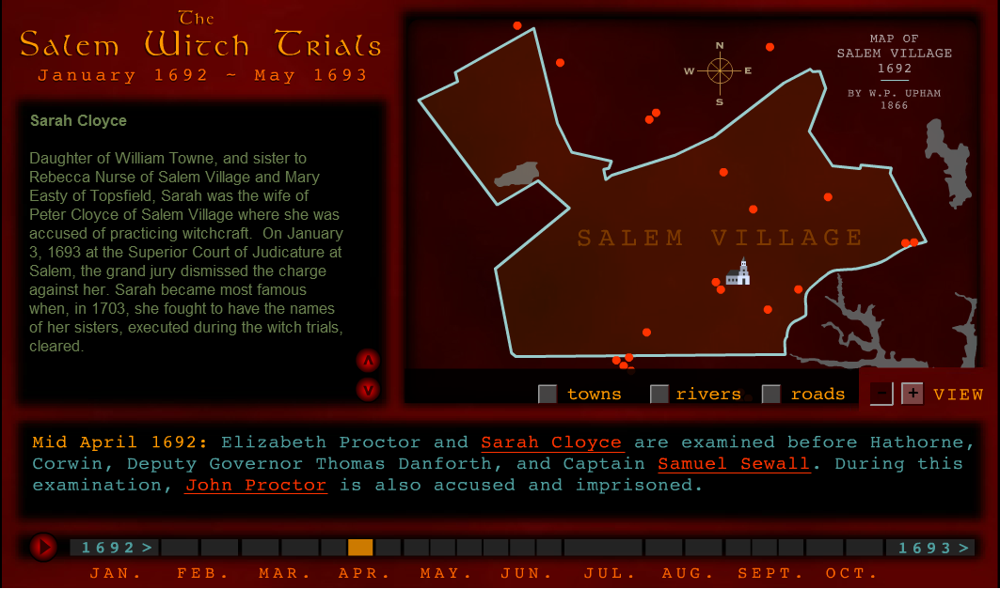 The
Salem Witch Trials
January 1692 ~ May 1693
Sarah Cloyce
Daughter of William Towne, and sister to
Rebecca Nurse of Salem Village and Mary
Easty of Topsfield, Sarah was the wife of
Peter Cloyce of Salem Village where she was
accused of practicing witchcraft.  On January
3, 1693 at the Superior Court of Judicature at
Salem, the grand jury dismissed the charge
against her. Sarah became most famous
when, in 1703, she fought to have the names
of her sisters, executed during the witch trials,
cleared.
N
W E
S
MAP OF
SALEM VILLAGE
1692
BY W.P. UPHAM
1866
SALEM VILLAGE
towns rivers roads - + VIEW
Mid April 1692: Elizabeth Proctor and Sarah Cloyce are examined before Hathorne,
Corwin, Deputy Governor Thomas Danforth, and Captain Samuel Sewall. During this
examination, John Proctor is also accused and imprisoned.
1692 > 1693 >
JAN. FEB. MAR. APR. MAY. JUN. JUL. AUG. SEPT. OCT.